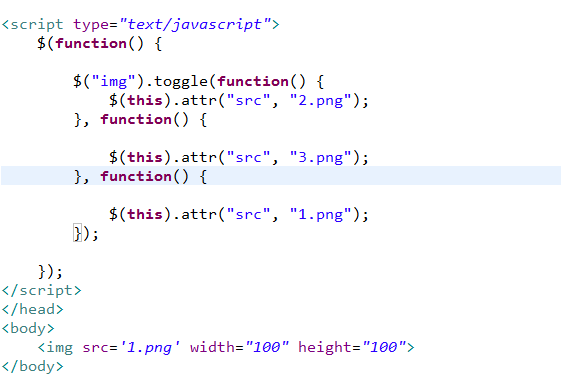 <script type="text/javascript">
    $(function() {
        $("img").toggle(function() {
            $(this).attr("src", "2.png");
        }, function() {
            $(this).attr("src", "3.png");
        }, function() {
            $(this).attr("src", "1.png");
        });
    });
</script>
</head>
<body>
    <img src='1.png' width="100" height="100">
</body>